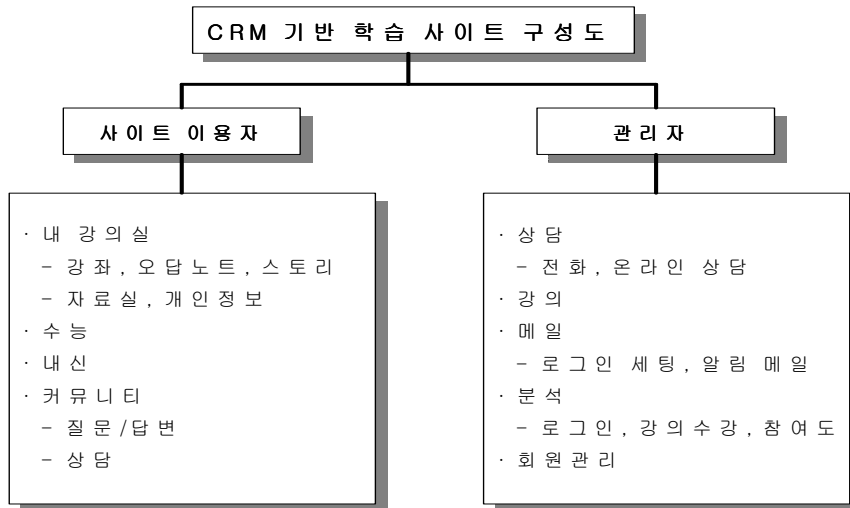 CRM 기반 학습 사이트 구성도
사이트 이용자
관리자
· 내 강의실
- 강좌, 오답노트, 스토리
- 자료실, 개인정보
· 수능
· 내신
· 커뮤니티
- 질문/답변
- 상담
· 상담
- 전화, 온라인 상담
· 강의
· 메일
- 로그인 세팅, 알림 메일
· 분석
- 로그인, 강의수강, 참여도
· 회원관리